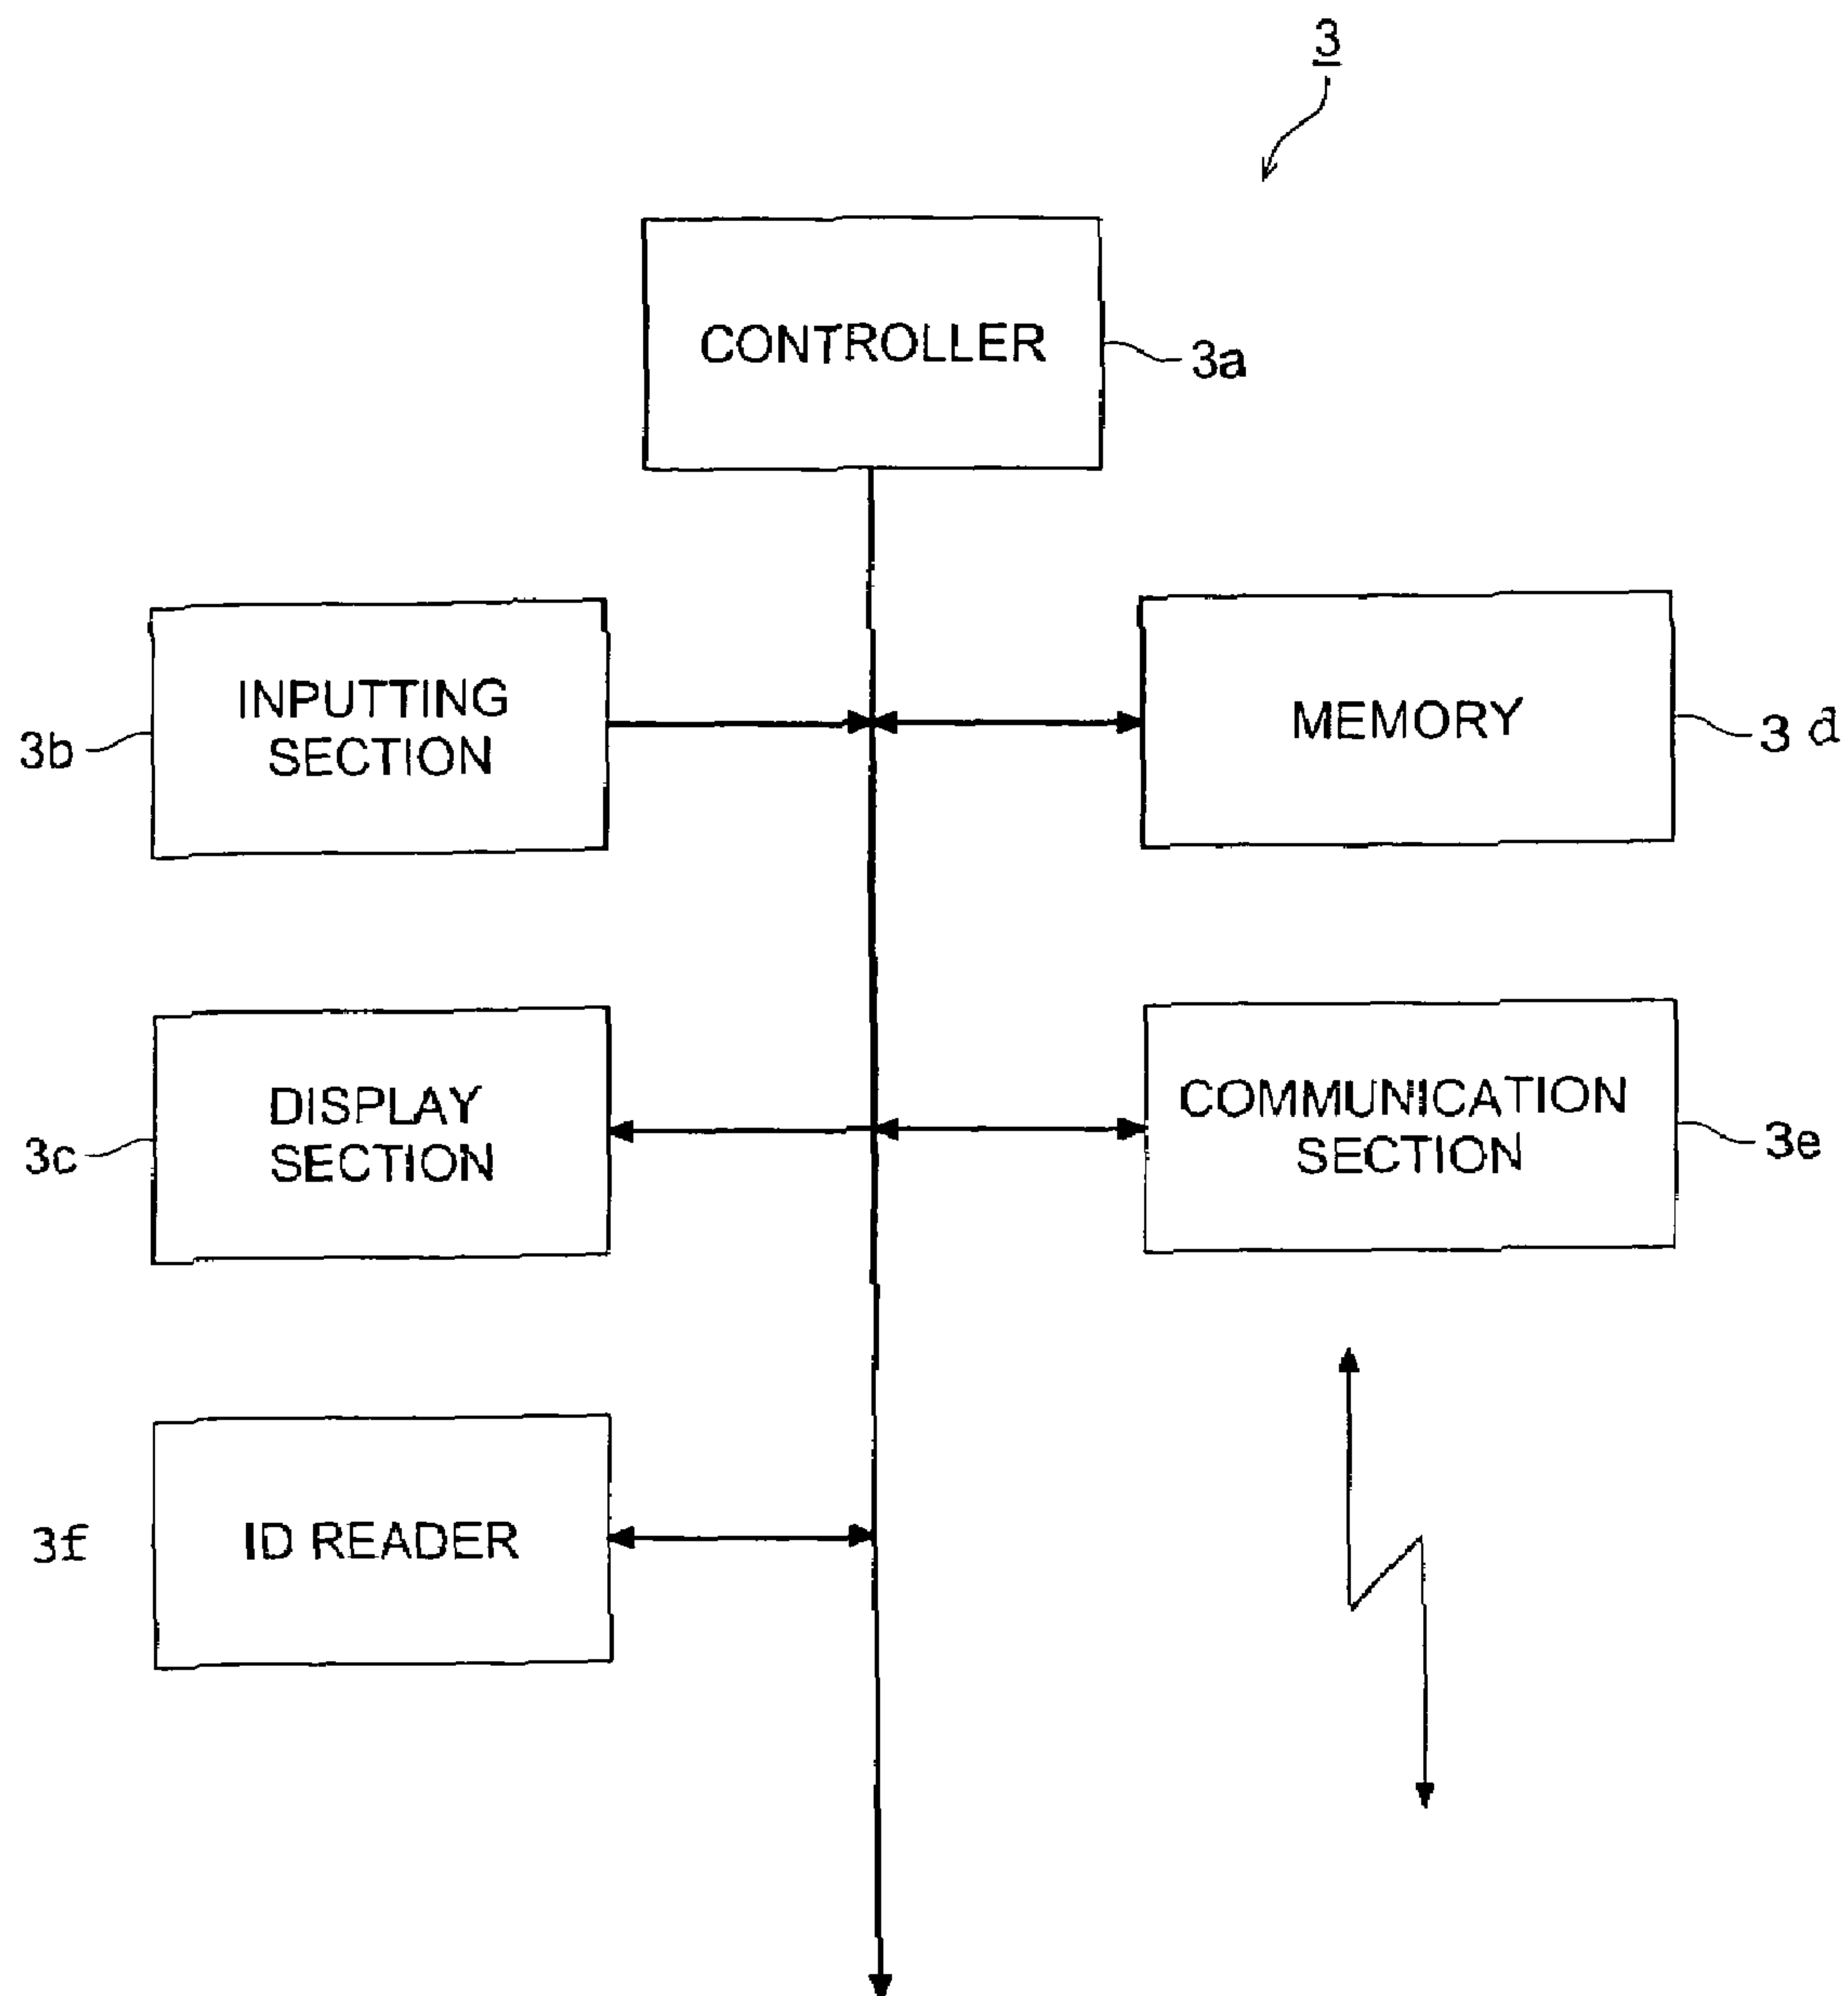 3
CONTROLLER
3a
INPUTTING
SECTION
3b
MEMORY
3 d
DISPLAY
SECTION
3c
COMMUNICATION
SECTION
3e
ID READER
3f